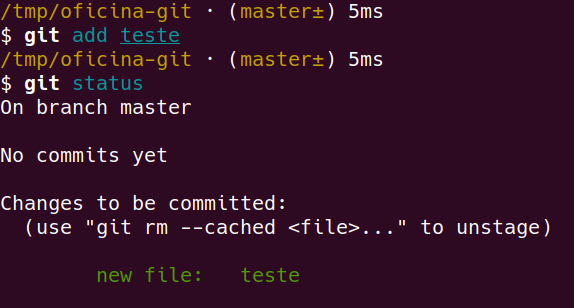 /tmp/oficina-git · (master±) 5ms
$ git add teste
/tmp/oficina-git · (master±) 5ms
$ git status
On branch master
No commits yet
Changes to be committed:
(use "git rm --cached <file>..." to unstage)
new file: teste